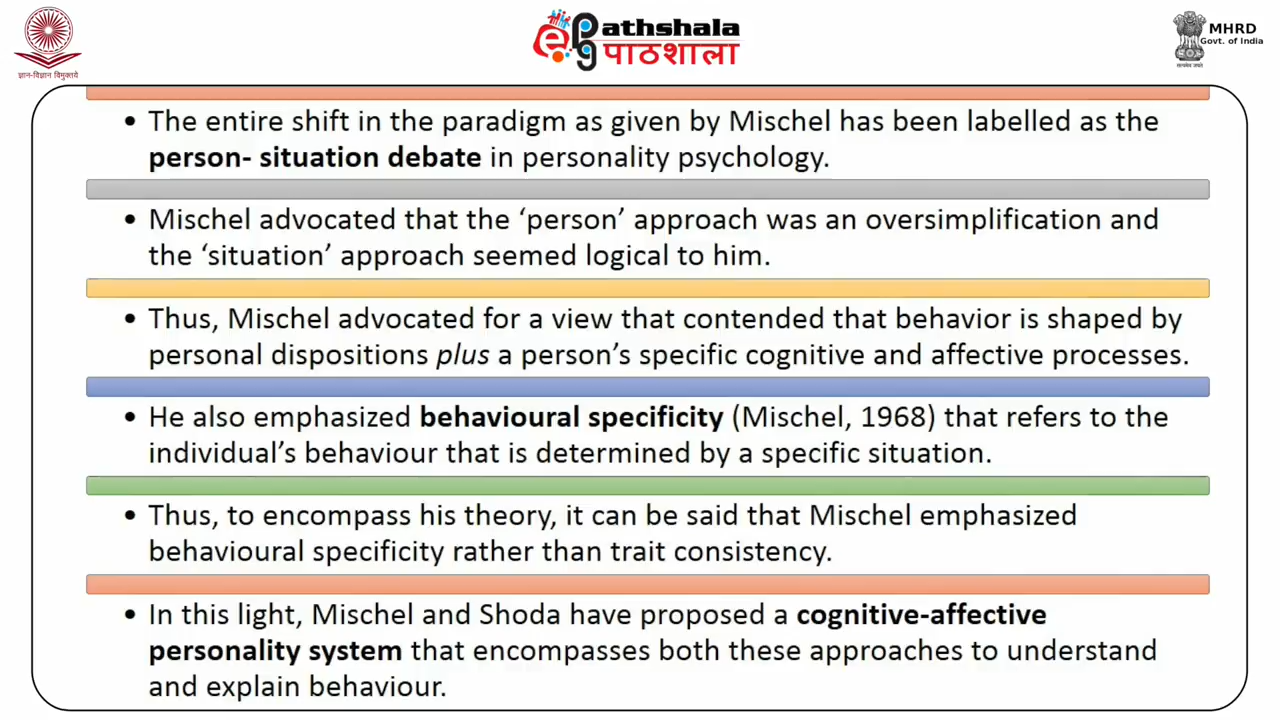 ज्ञान-विज्ञान विमुक्तये
epathshala
पाठशाला
MHRD
Govt. of India
सत्यमेव जयते
• The entire shift in the paradigm as given by Mischel has been labelled as the
person- situation debate in personality psychology.
• Mischel advocated that the ‘person’ approach was an oversimplification and
the ‘situation’ approach seemed logical to him.
• Thus, Mischel advocated for a view that contended that behavior is shaped by
personal dispositions plus a person’s specific cognitive and affective processes.
• He also emphasized behavioural specificity (Mischel, 1968) that refers to the
individual’s behaviour that is determined by a specific situation.
• Thus, to encompass his theory, it can be said that Mischel emphasized
behavioural specificity rather than trait consistency.
• In this light, Mischel and Shoda have proposed a cognitive-affective
personality system that encompasses both these approaches to understand
and explain behaviour.